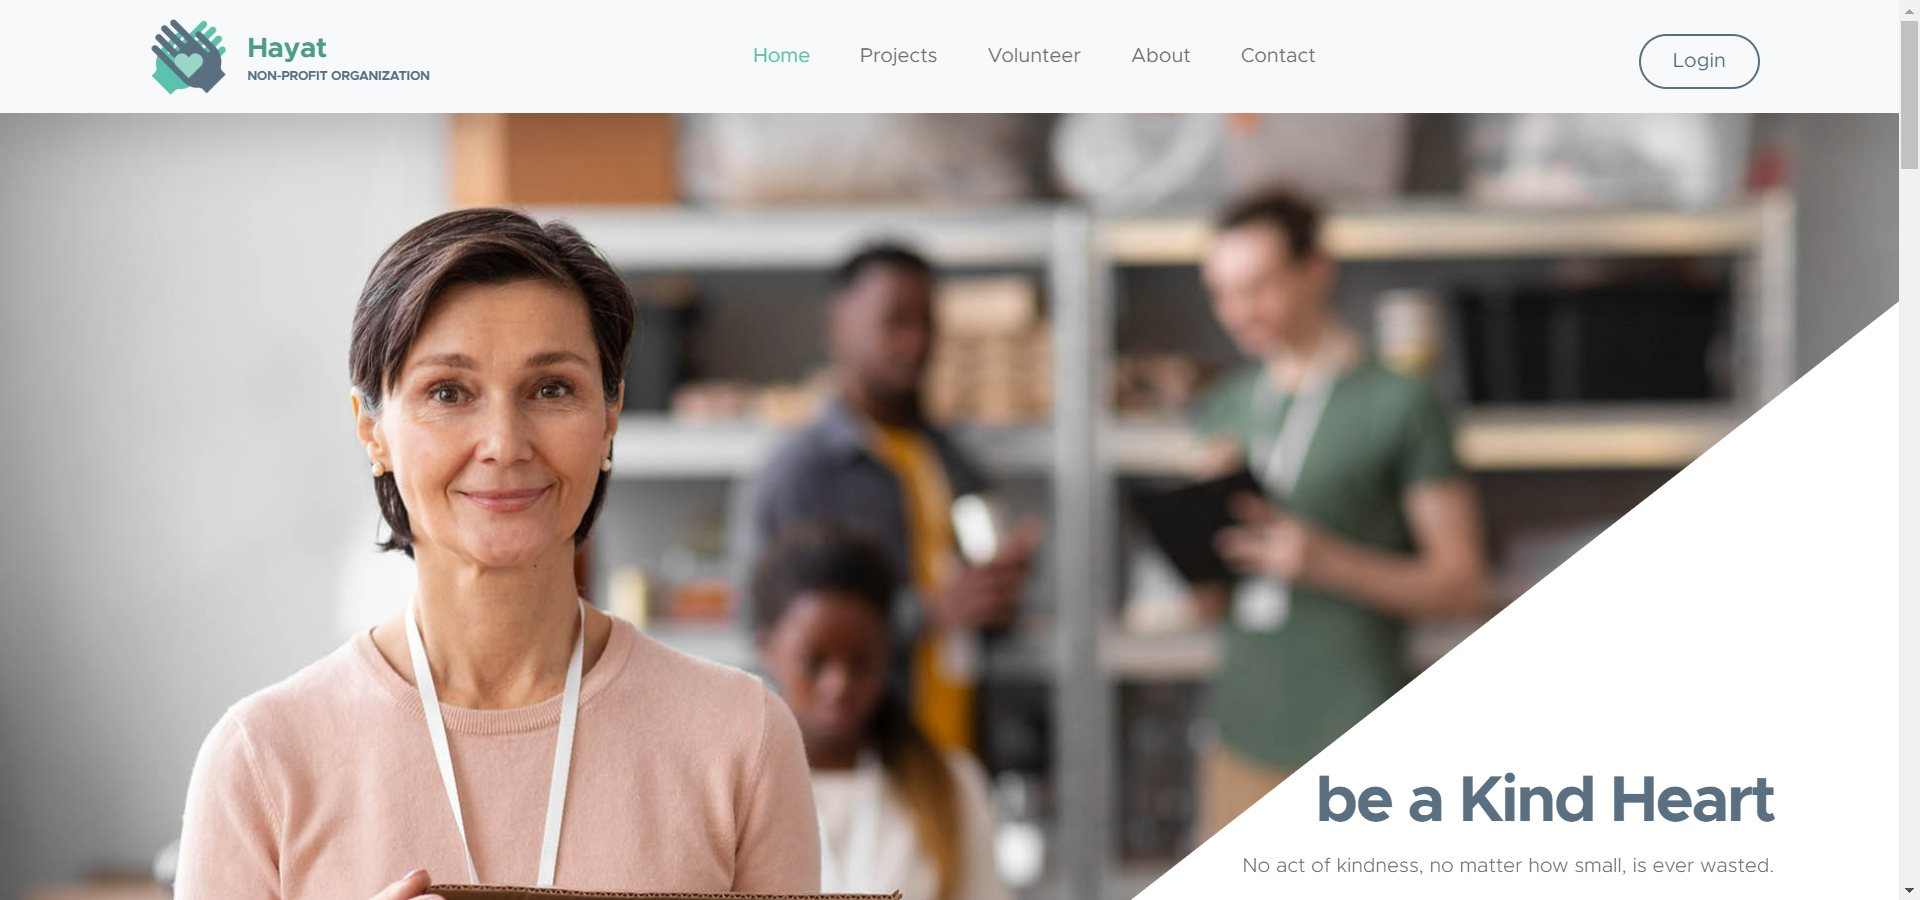 Hayat
NON-PROFIT ORGANIZATION
Home Projects Volunteer About Contact
Login
be a Kind Heart
No act of kindness, no matter how small, is ever wasted.